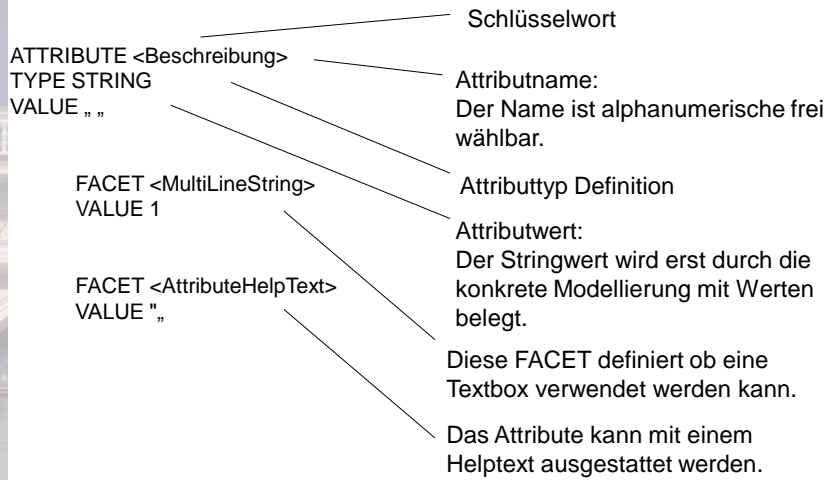 Schlüsselwort
ATTRIBUTE <Beschreibung>
TYPE STRING
VALUE „ „
Attributname:
Der Name ist alphanumerische frei
wählbar.
FACET <MultiLineString>
VALUE 1
Attributtyp Definition
Attributwert:
Der Stringwert wird erst durch die
konkrete Modellierung mit Werten
belegt.
FACET <AttributeHelpText>
VALUE "„
Diese FACET definiert ob eine
Textbox verwendet werden kann.
Das Attribute kann mit einem
Helptext ausgestattet werden.